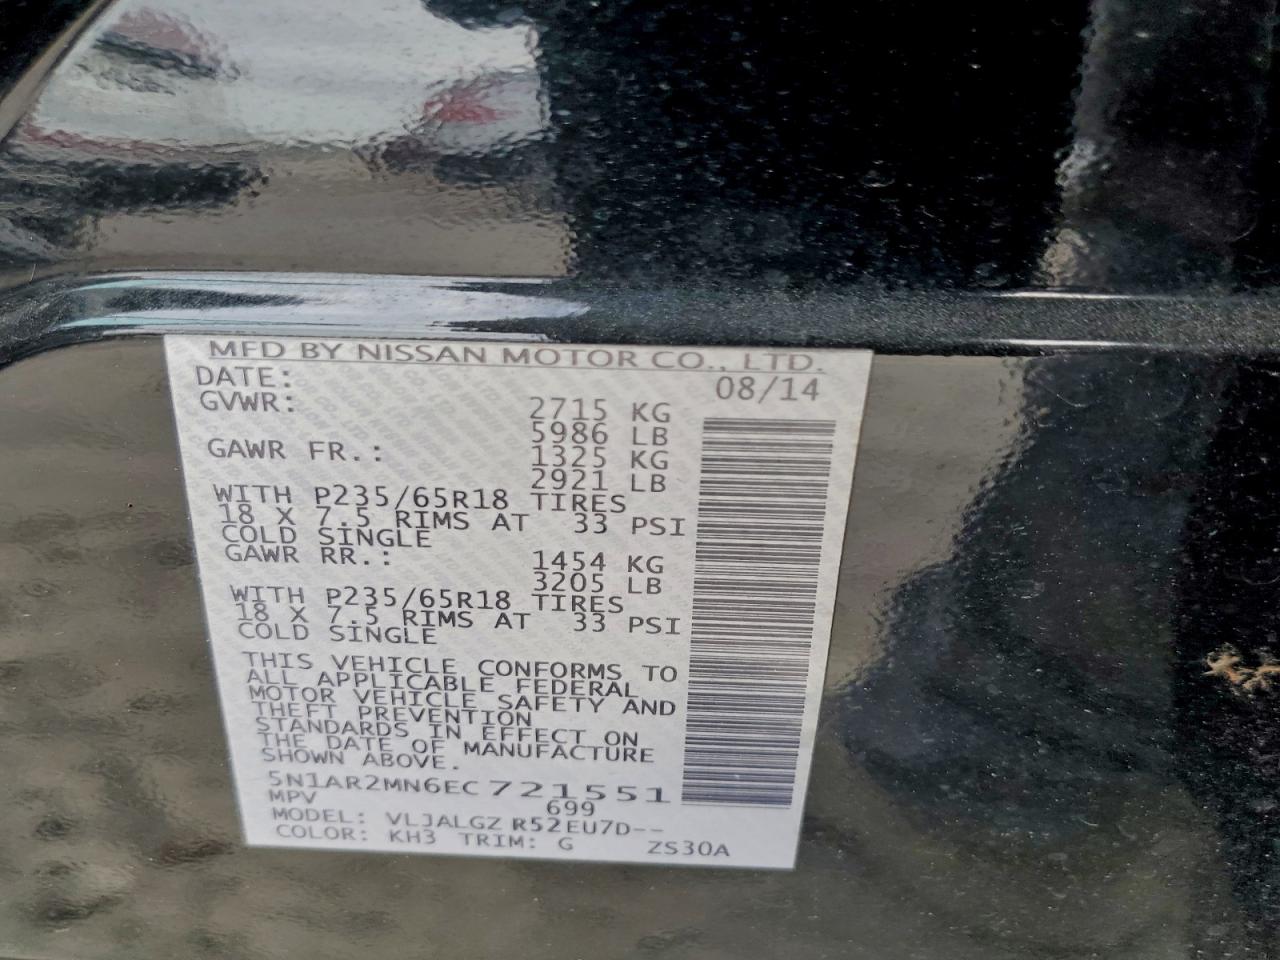 MFD BY NISSAN MOTOR CO., LTD.
DATE: 08/14
GVWR: 2715 KG
5986 LB
GAWR FR.: 1325 KG
2921 LB
WITH P235/65R18 TIRES
18 X 7.5 RIMS AT 33 PSI
COLD SINGLE
GAWR RR.: 1454 KG
3205 LB
WITH P235/65R18 TIRES
18 X 7.5 RIMS AT 33 PSI
COLD SINGLE
THIS VEHICLE CONFORMS TO
ALL APPLICABLE FEDERAL
MOTOR VEHICLE SAFETY AND
THEFT PREVENTION
STANDARDS IN EFFECT ON
THE DATE OF MANUFACTURE
SHOWN ABOVE.
5N1AR2MN6EC721551
MPV 699
MODEL: VLJALGZ R52EU7D--
COLOR: KH3 TRIM: G ZS30A